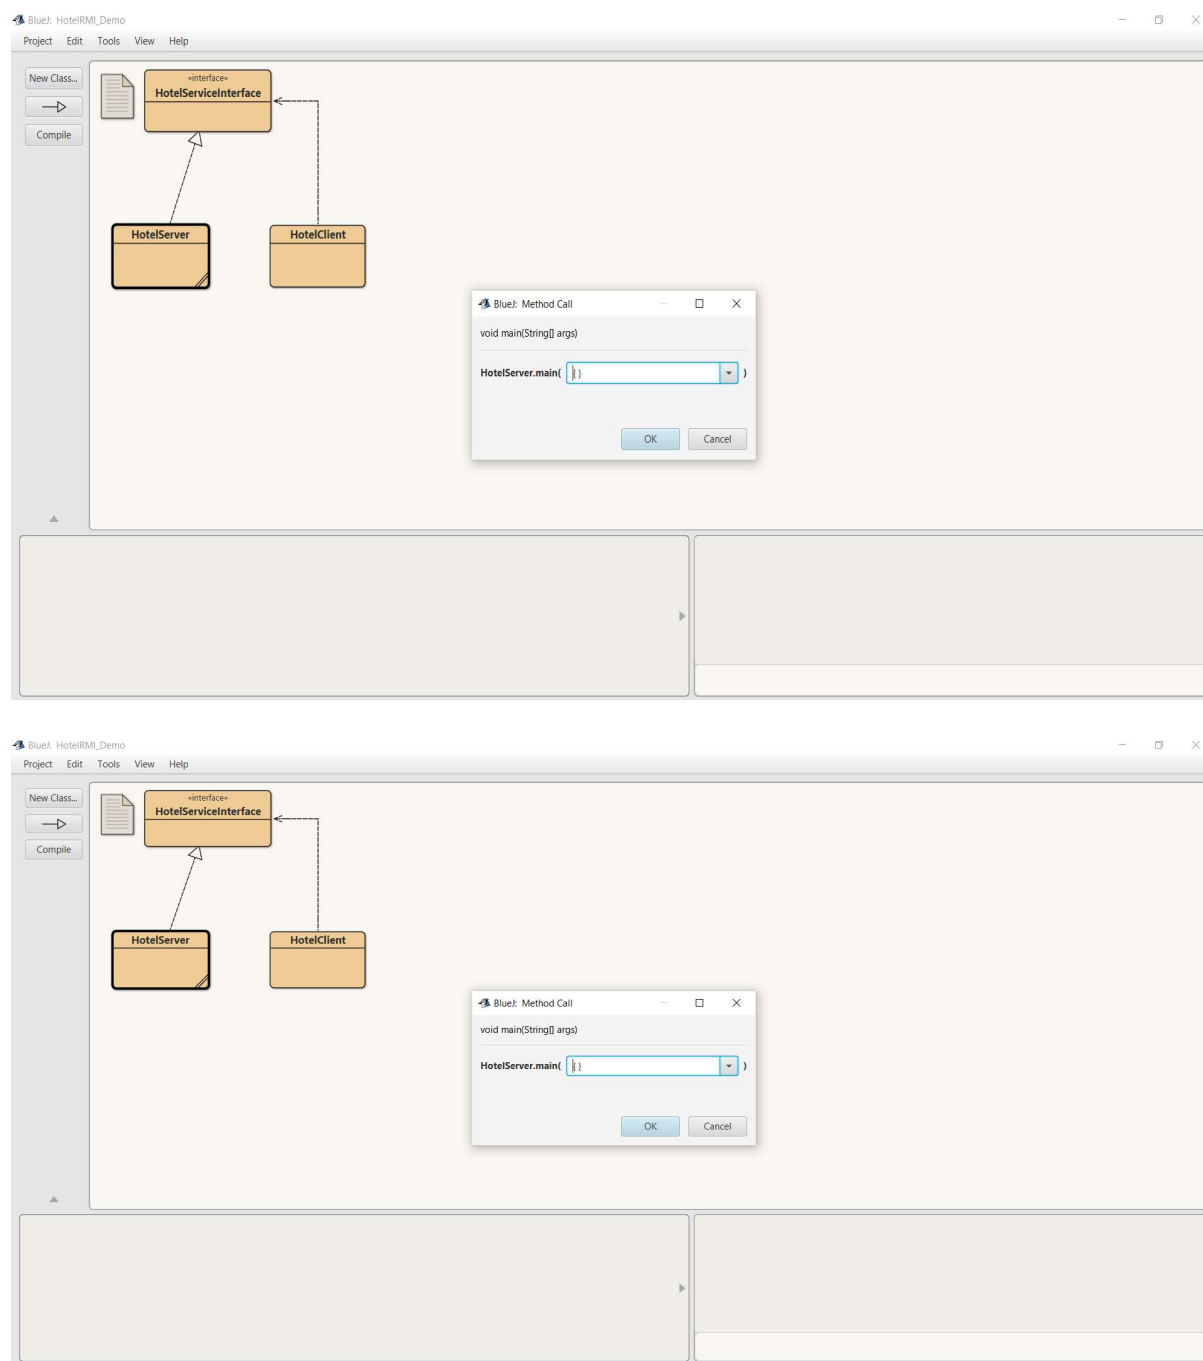 BlueJ: HotelRMI_Demo
Project Edit Tools View Help
New Class...
Compile
«interface»
HotelServiceInterface
HotelServer
HotelClient
BlueJ: Method Call
void main(String[] args)
HotelServer.main( { } )
OK Cancel
BlueJ: HotelRMI_Demo
Project Edit Tools View Help
New Class...
Compile
«interface»
HotelServiceInterface
HotelServer
HotelClient
BlueJ: Method Call
void main(String[] args)
HotelServer.main( { } )
OK Cancel